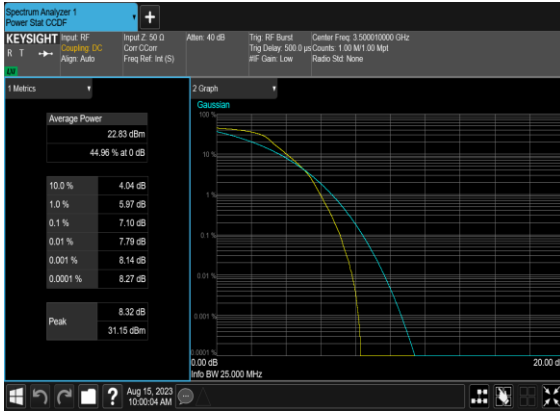 Spectrum Analyzer 1
Power Stat CCDF
KEYSIGHT
R T
Input: RF
Coupling: DC
Align: Auto
Input Z: 50 Ω
Corr CCorr
Freq Ref: Int (S)
Atten: 40 dB
Trig: RF Burst
Trig Delay: 500.0 µs
#IF Gain: Low
Center Freq: 3.500010000 GHz
Counts: 1.00 M/1.00 Mpt
Radio Std: None
1 Metrics
Average Power
22.83 dBm
44.96 % at 0 dB
10.0 % 4.04 dB
1.0 % 5.97 dB
0.1 % 7.10 dB
0.01 % 7.79 dB
0.001 % 8.14 dB
0.0001 % 8.27 dB
Peak
8.32 dB
31.15 dBm
2 Graph
Gaussian
100 %
10 %
1 %
0.1 %
0.01 %
0.001 %
0.0001 %
0.00 dB
20.00 d
Info BW 25.000 MHz
?
Aug 15, 2023
10:00:04 AM